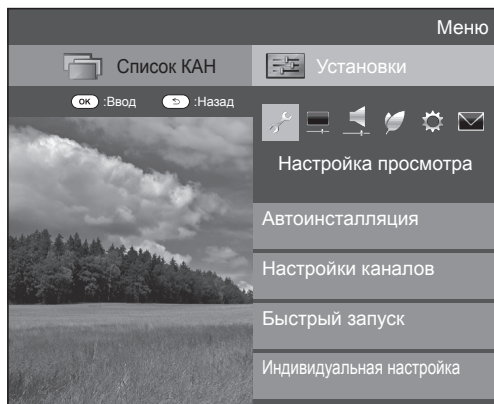 Меню
Список КАН
Установки
OK :Ввод
:Назад
Настройка просмотра
Автоинсталляция
Настройки каналов
Быстрый запуск
Индивидуальная настройка